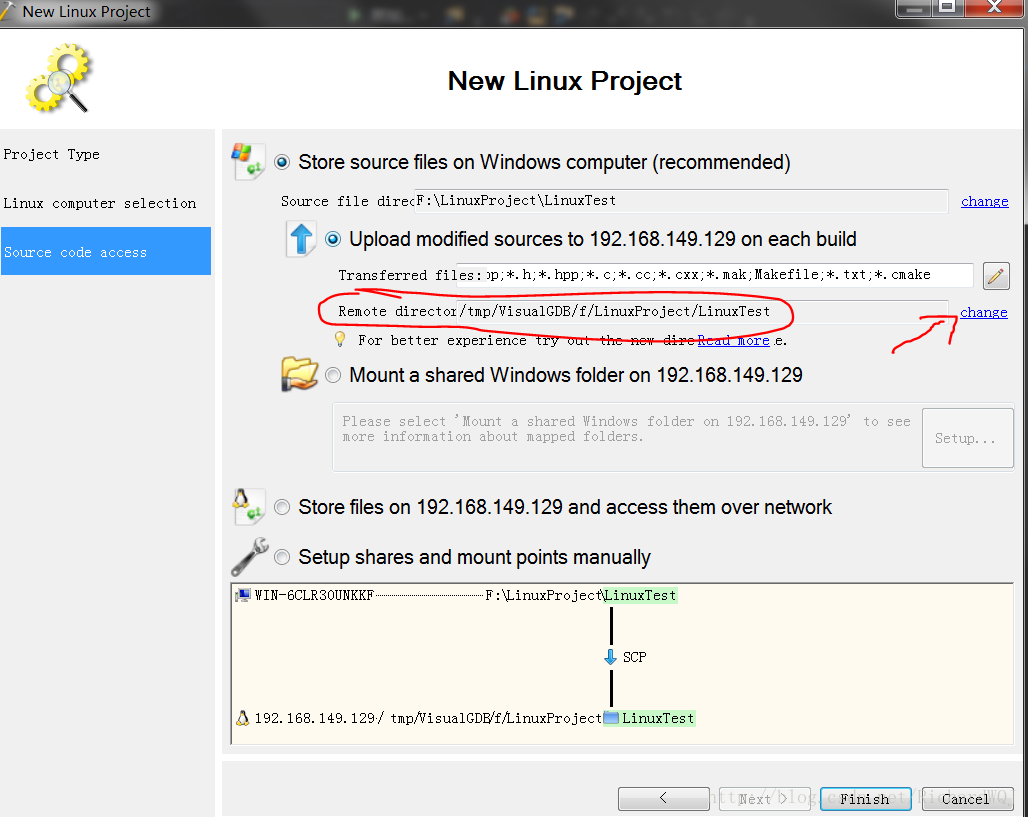 New Linux Project
New Linux Project
Project Type
Linux computer selection
Source code access
Store source files on Windows computer (recommended)
Source file direc F:\LinuxProject\LinuxTest change
Upload modified sources to 192.168.149.129 on each build
Transferred files: pp;*.h;*.hpp;*.c;*.cc;*.cxx;*.mak;Makefile;*.txt;*.cmake
Remote director /tmp/VisualGDB/f/LinuxProject/LinuxTest change
For better experience try out the new dire Read more e.
Mount a shared Windows folder on 192.168.149.129
Please select 'Mount a shared Windows folder on 192.168.149.129' to see
more information about mapped folders.
Setup...
Store files on 192.168.149.129 and access them over network
Setup shares and mount points manually
WIN-6CLR3OUNKKF F:\LinuxProject\LinuxTest
SCP
192.168.149.129 / tmp/VisualGDB/f/LinuxProject LinuxTest
< Next > Finish Cancel